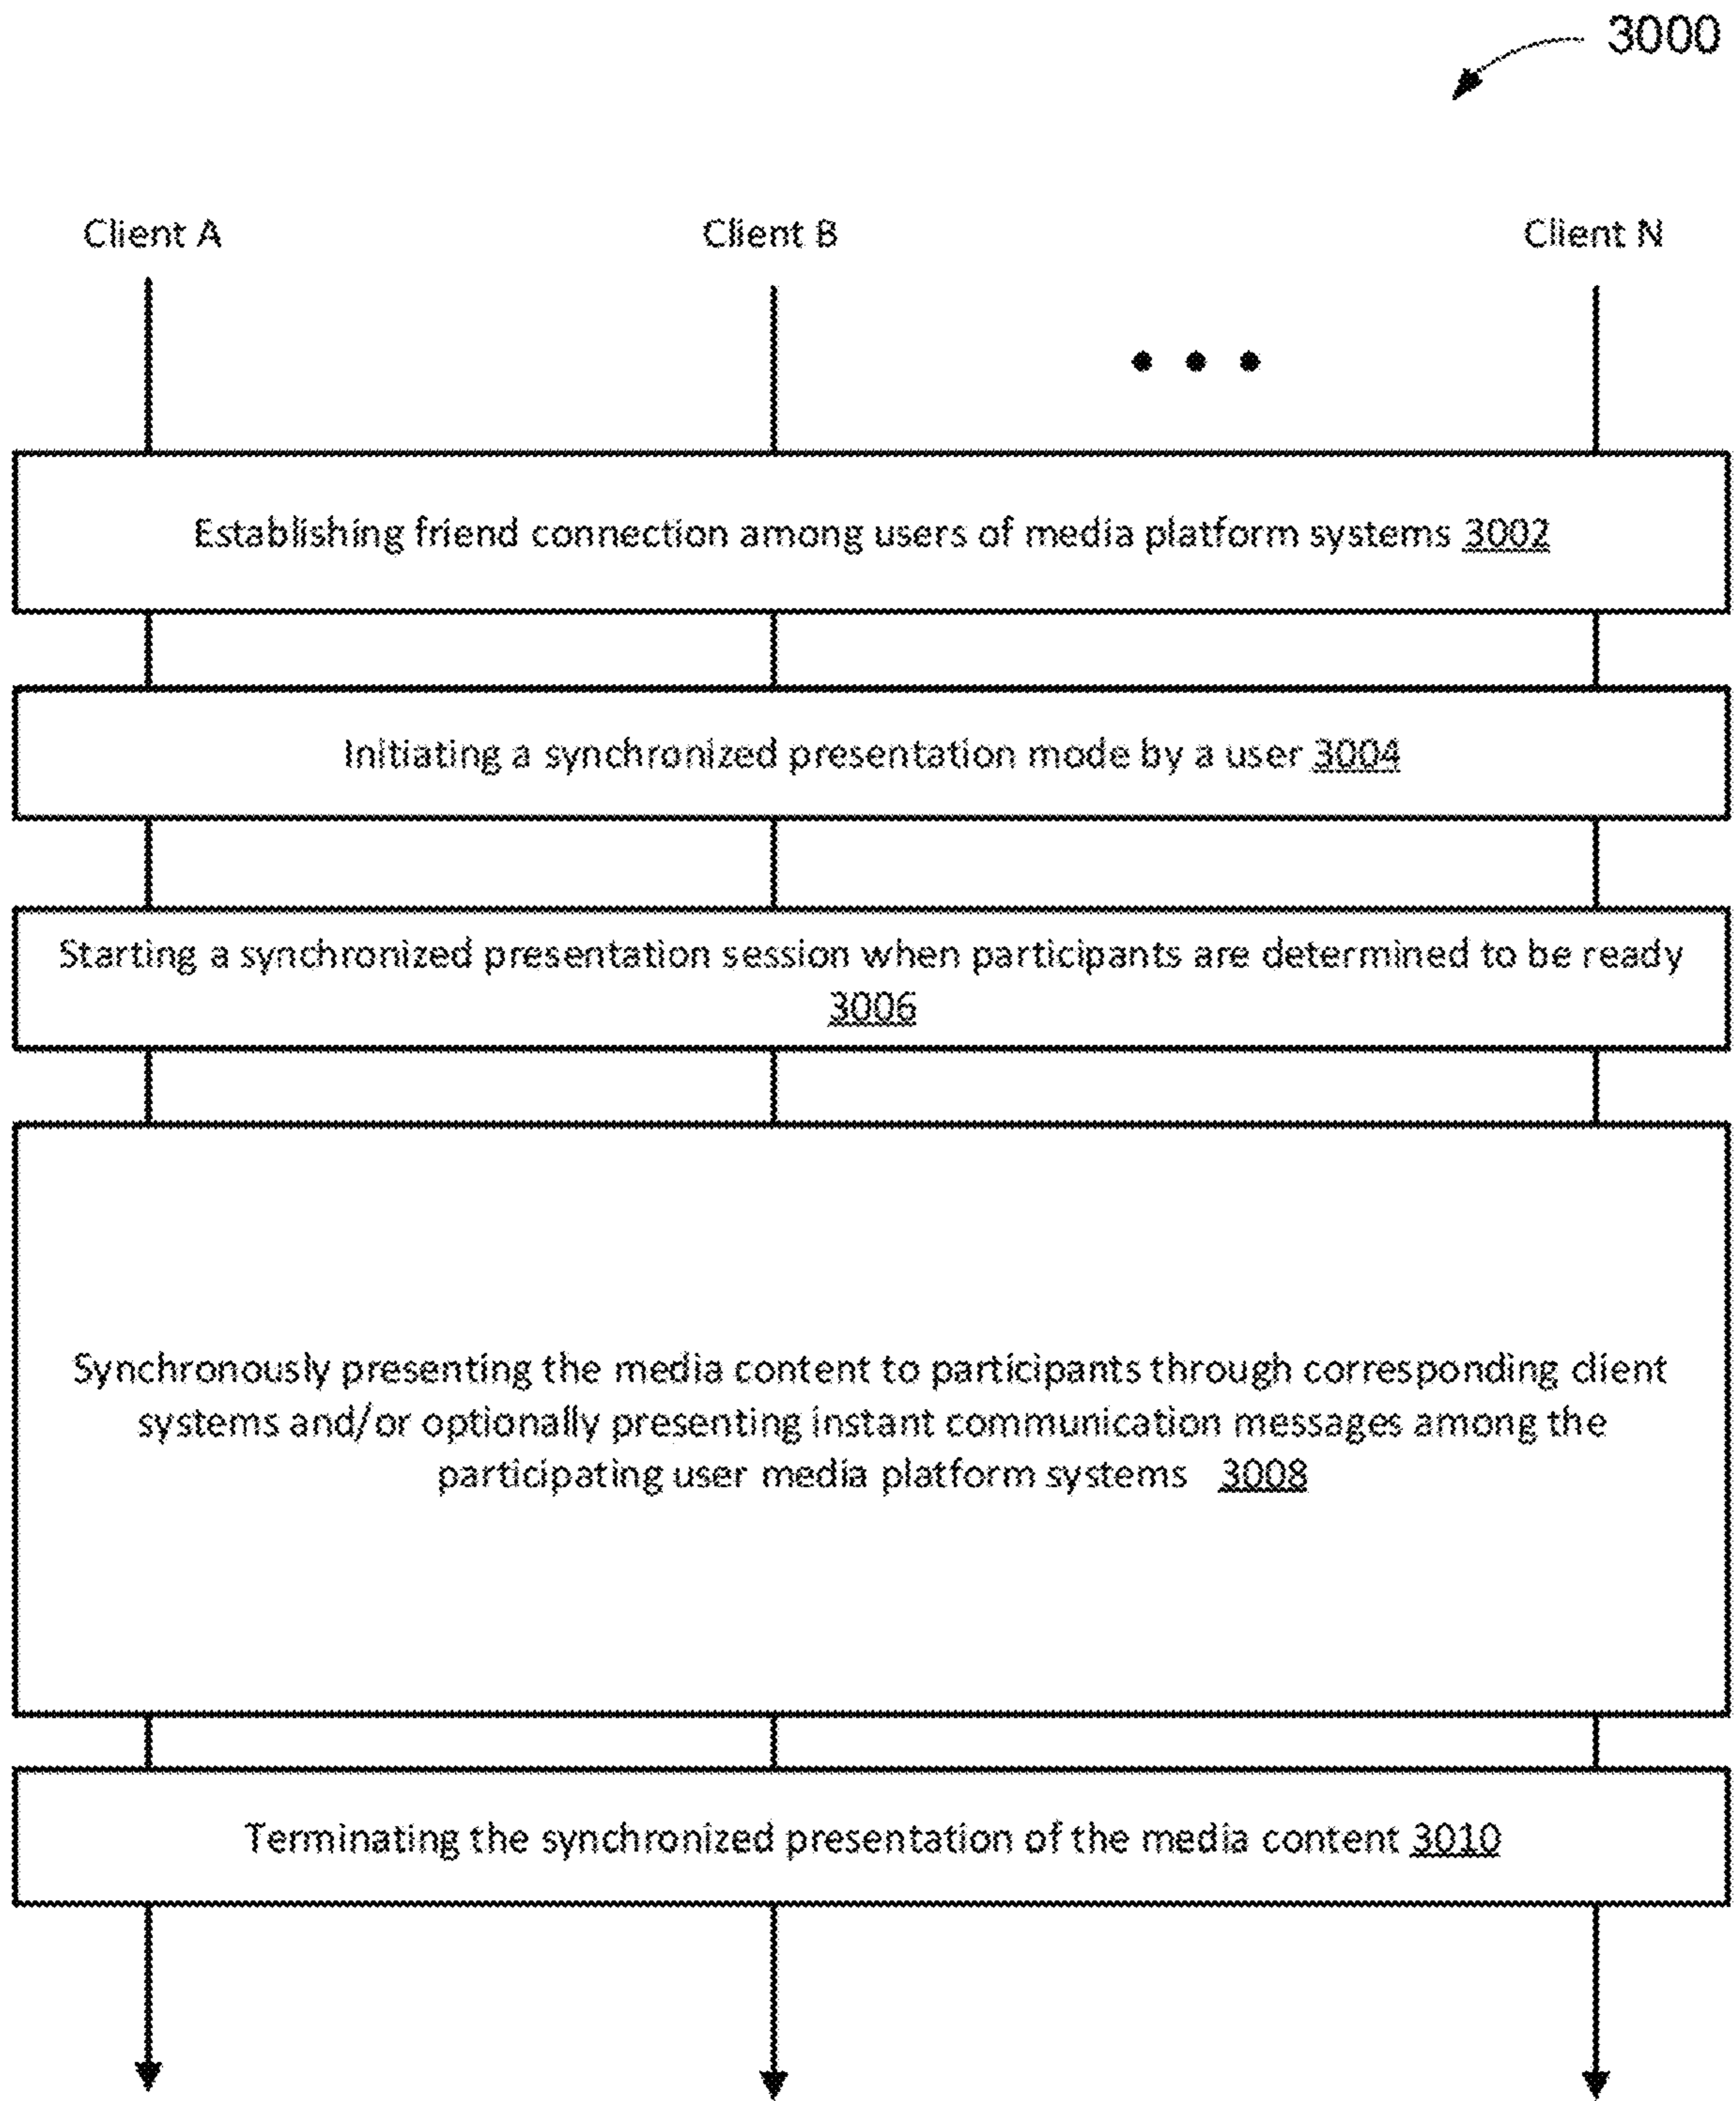 3000
Client A
Client B
Client N
Establishing friend connection among users of media platform systems 3002
Initiating a synchronized presentation mode by a user 3004
Starting a synchronized presentation session when participants are determined to be ready
3006
Synchronously presenting the media content to participants through corresponding client
systems and/or optionally presenting instant communication messages among the
participating user media platform systems 3008
Terminating the synchronized presentation of the media content 3010